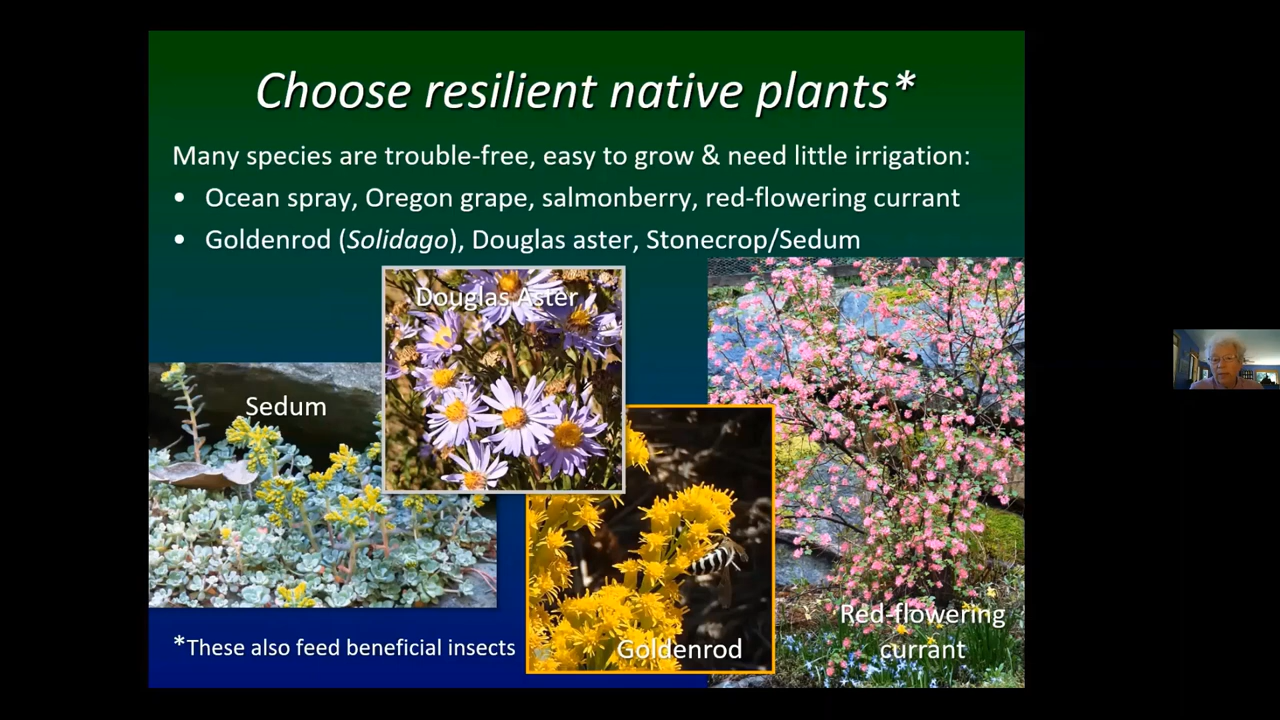 Choose resilient native plants*
Many species are trouble-free, easy to grow & need little irrigation:
• Ocean spray, Oregon grape, salmonberry, red-flowering currant
• Goldenrod (Solidago), Douglas aster, Stonecrop/Sedum
Douglas Aster
Sedum
Red-flowering
currant
Goldenrod
*These also feed beneficial insects